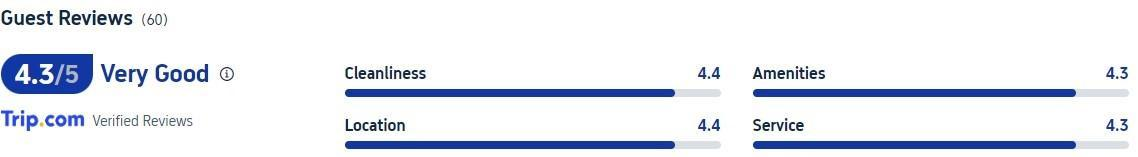 Guest Reviews (60)
4.3/5 Very Good
Trip.com Verified Reviews
Cleanliness 4.4
Amenities 4.3
Location 4.4
Service 4.3